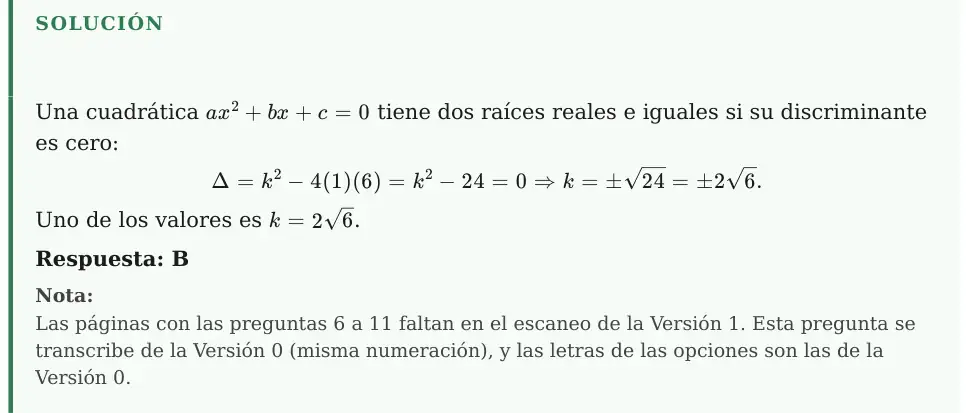 SOLUCIÓN
Una cuadrática ax² + bx + c = 0 tiene dos raíces reales e iguales si su discriminante
es cero:
Δ = k² − 4(1)(6) = k² − 24 = 0 ⇒ k = ±√24 = ±2√6.
Uno de los valores es k = 2√6.
Respuesta: B
Nota:
Las páginas con las preguntas 6 a 11 faltan en el escaneo de la Versión 1. Esta pregunta se
transcribe de la Versión 0 (misma numeración), y las letras de las opciones son las de la
Versión 0.